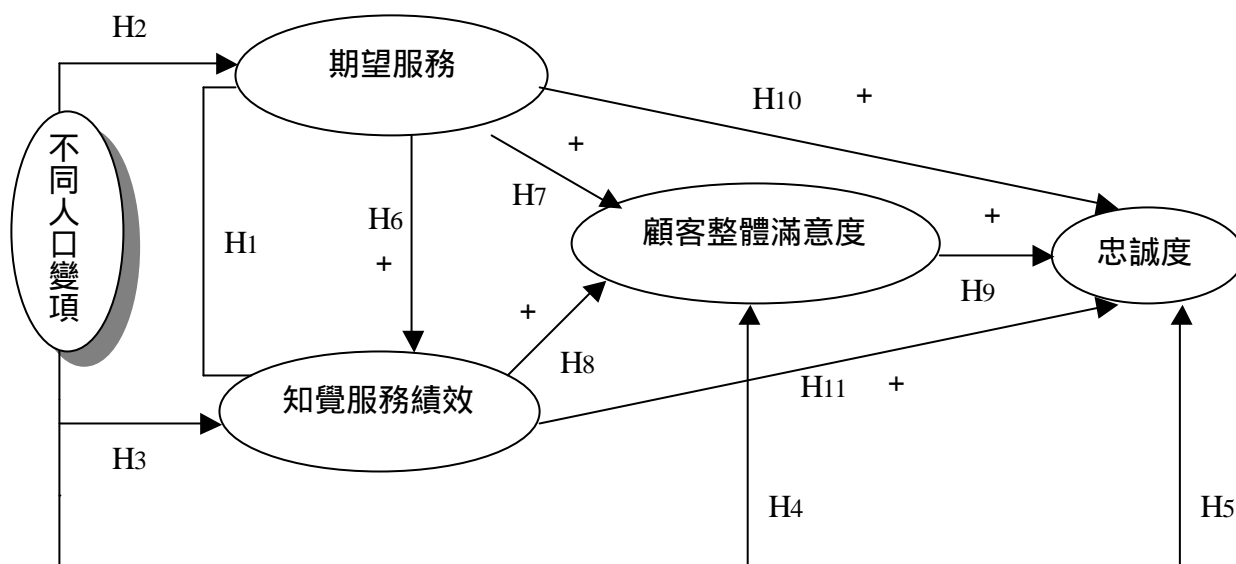 H2
期望服務
H10 +
不同人口變項
+
H7
H6
+
H1
顧客整體滿意度
+
忠誠度
H9
+
H8
知覺服務績效
H11 +
H3
H4
H5